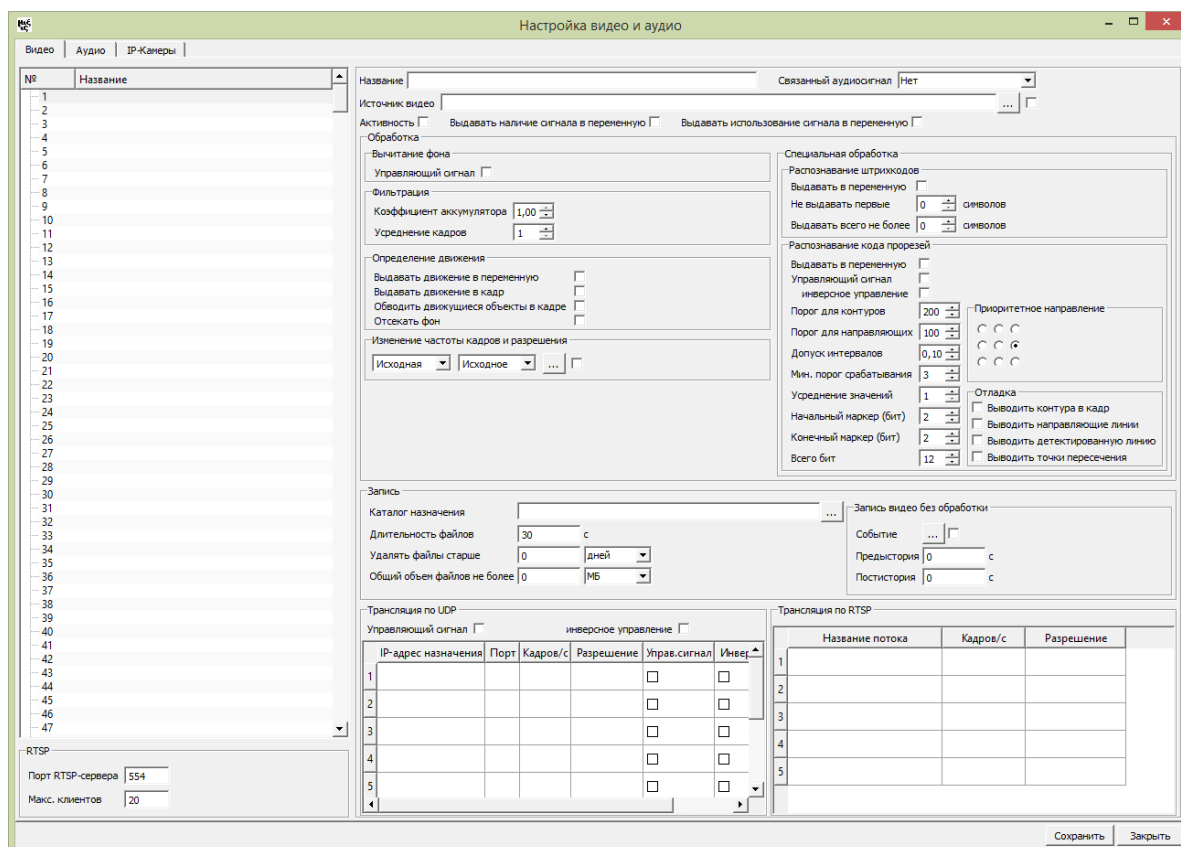 Настройка видео и аудио
Видео
Аудио
IP-Камеры
№ Название
1
2
3
4
5
6
7
8
9
10
11
12
13
14
15
16
17
18
19
20
21
22
23
24
25
26
27
28
29
30
31
32
33
34
35
36
37
38
39
40
41
42
43
44
45
46
47
RTSP
Порт RTSP-сервера 554
Макс. клиентов 20
Название
Связанный аудиосигнал Нет
Источник видео ...
Активность
Выдавать наличие сигнала в переменную
Выдавать использование сигнала в переменную
Обработка
Вычитание фона
Управляющий сигнал
Фильтрация
Коэффициент аккумулятора 1,00
Усреднение кадров 1
Определение движения
Выдавать движение в переменную
Выдавать движение в кадр
Обводить движущиеся объекты в кадре
Отсекать фон
Изменение частоты кадров и разрешения
Исходная Исходное ...
Специальная обработка
Распознавание штрихкодов
Выдавать в переменную
Не выдавать первые 0 символов
Выдавать всего не более 0 символов
Распознавание кода прорезей
Выдавать в переменную
Управляющий сигнал
инверсное управление
Порог для контуров 200
Порог для направляющих 100
Допуск интервалов 0,10
Мин. порог срабатывания 3
Усреднение значений 1
Начальный маркер (бит) 2
Конечный маркер (бит) 2
Всего бит 12
Приоритетное направление
Отладка
Выводить контура в кадр
Выводить направляющие линии
Выводить детектированную линию
Выводить точки пересечения
Запись
Каталог назначения ...
Длительность файлов 30 с
Удалять файлы старше 0 дней
Общий объем файлов не более 0 МБ
Запись видео без обработки
Событие ...
Предыстория 0 с
Постистория 0 с
Трансляция по UDP
Управляющий сигнал
инверсное управление
IP-адрес назначения Порт Кадров/с Разрешение Управ.сигнал Инвер
1
2
3
4
5
Трансляция по RTSP
Название потока Кадров/с Разрешение
1
2
3
4
5
Сохранить
Закрыть